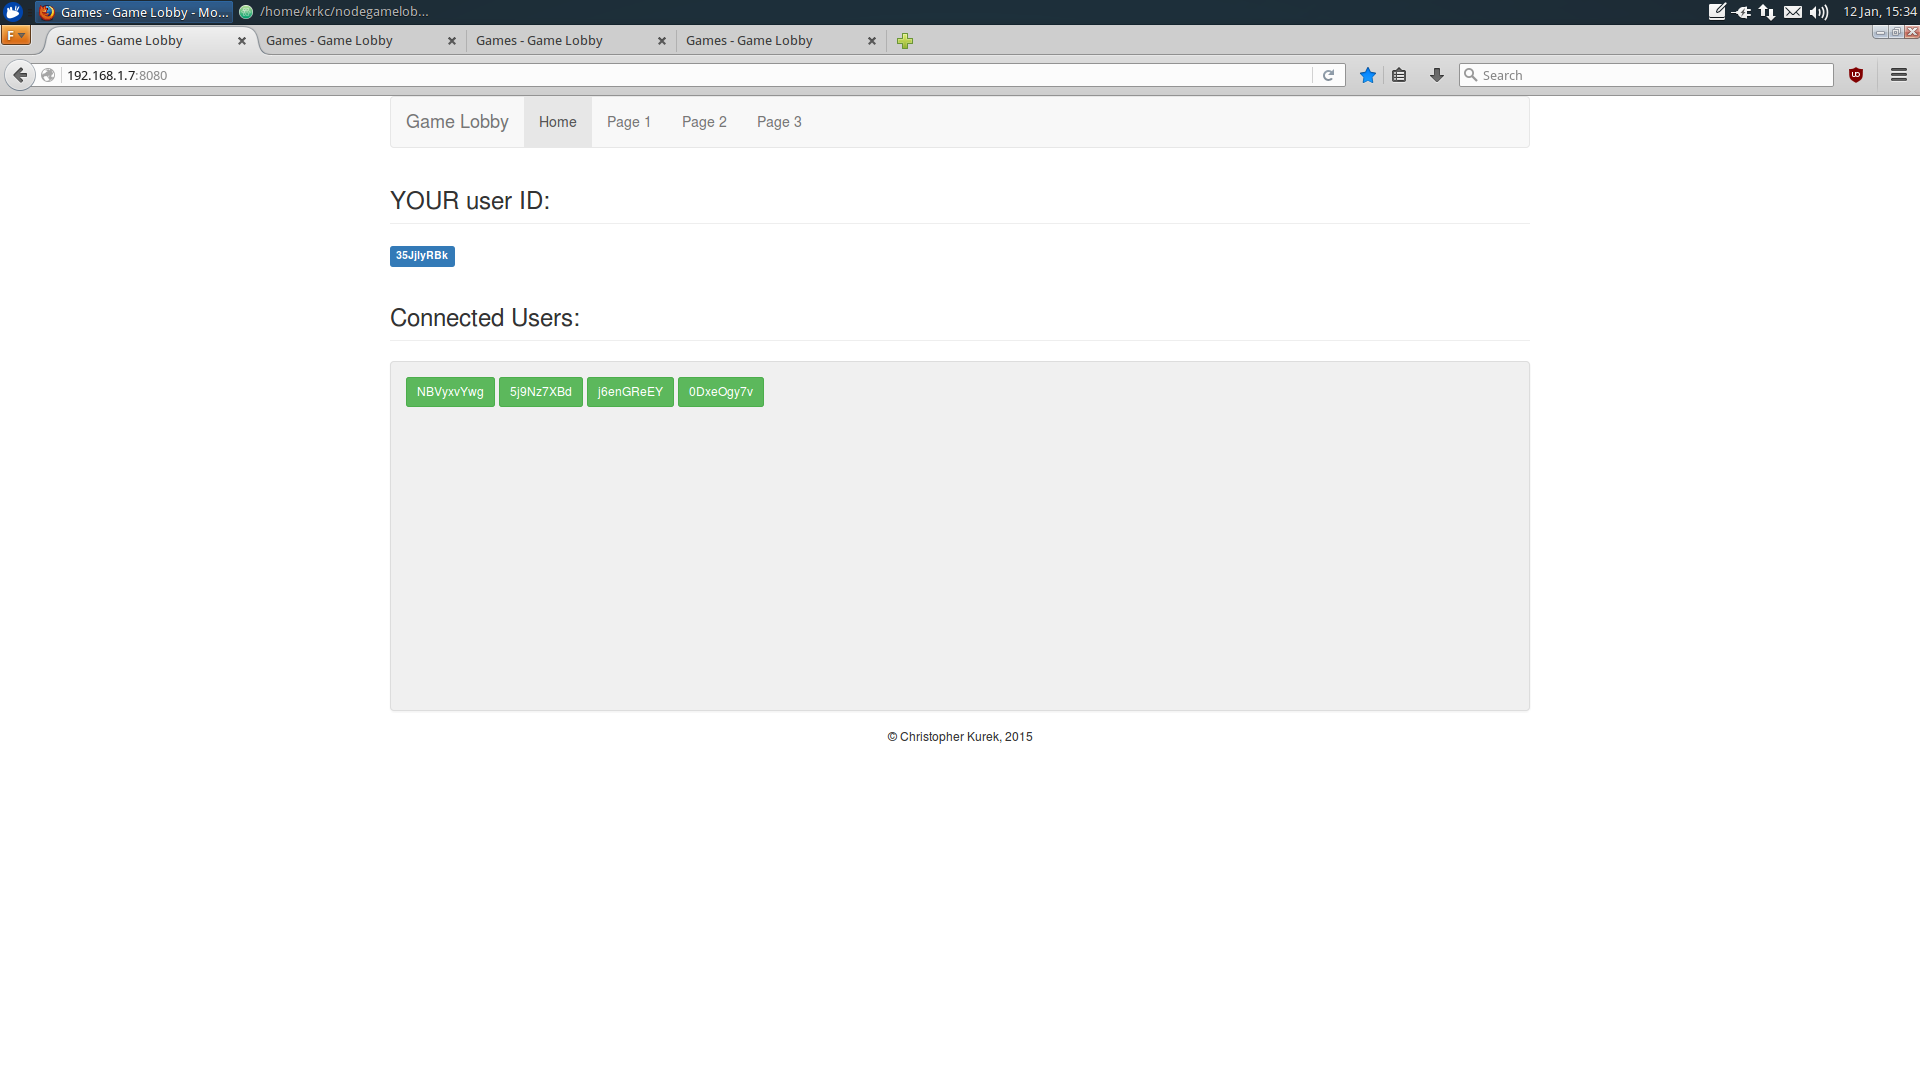 Games - Game Lobby - Mo... /home/krkc/nodegamelob... 12 Jan, 15:34
F Games - Game Lobby Games - Game Lobby Games - Game Lobby Games - Game Lobby
192.168.1.7:8080 Search
Game Lobby Home Page 1 Page 2 Page 3
YOUR user ID:
35JjlyRBk
Connected Users:
NBVyxvYwg 5j9Nz7XBd j6enGReEY 0DxeOgy7v
© Christopher Kurek, 2015